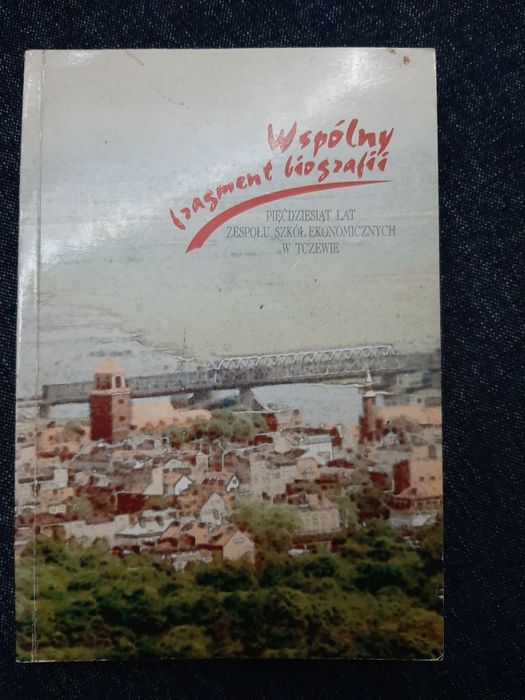 Wspólny
fragment biografii
PIĘĆDZIESIĄT LAT
ZESPOŁU SZKÓŁ EKONOMICZNYCH
W TCZEWIE